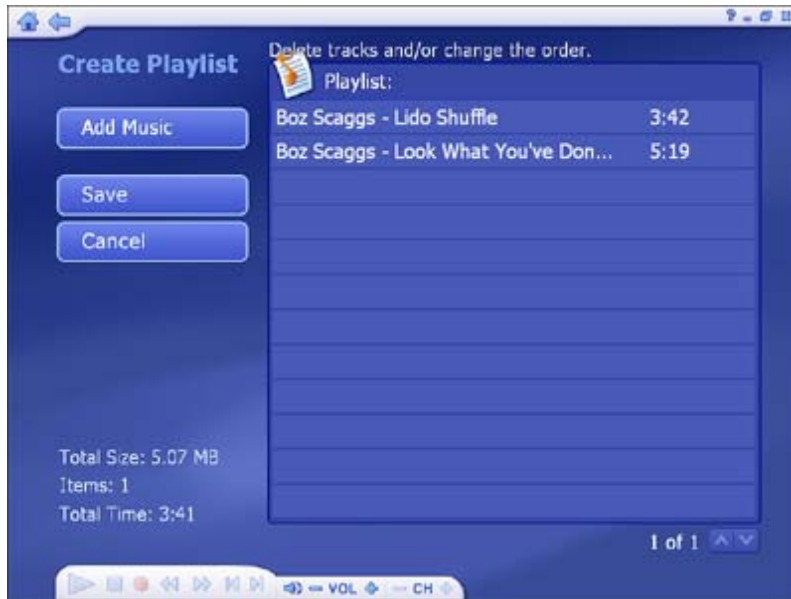 Create Playlist
Delete tracks and/or change the order.
Playlist:
Add Music
Save
Cancel
Boz Scaggs - Lido Shuffle 3:42
Boz Scaggs - Look What You've Don... 5:19
Total Size: 5.07 MB
Items: 1
Total Time: 3:41
1 of 1
VOL CH